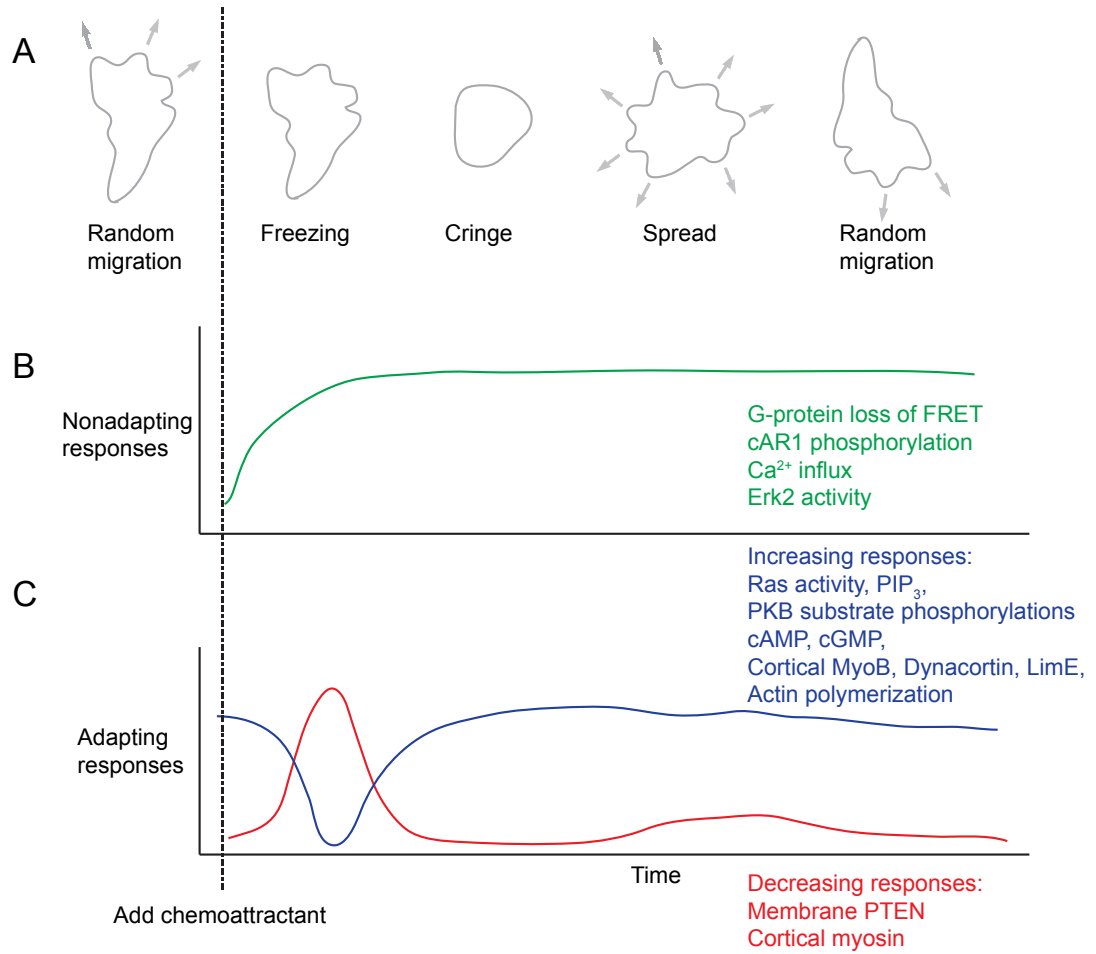 A
Random
migration
Freezing
Cringe
Spread
Random
migration
B
Nonadapting
responses
G-protein loss of FRET
cAR1 phosphorylation
Ca²⁺ influx
Erk2 activity
C
Increasing responses:
Ras activity, PIP₃,
PKB substrate phosphorylations
cAMP, cGMP,
Cortical MyoB, Dynacortin, LimE,
Actin polymerization
Adapting
responses
Time
Add chemoattractant
Decreasing responses:
Membrane PTEN
Cortical myosin